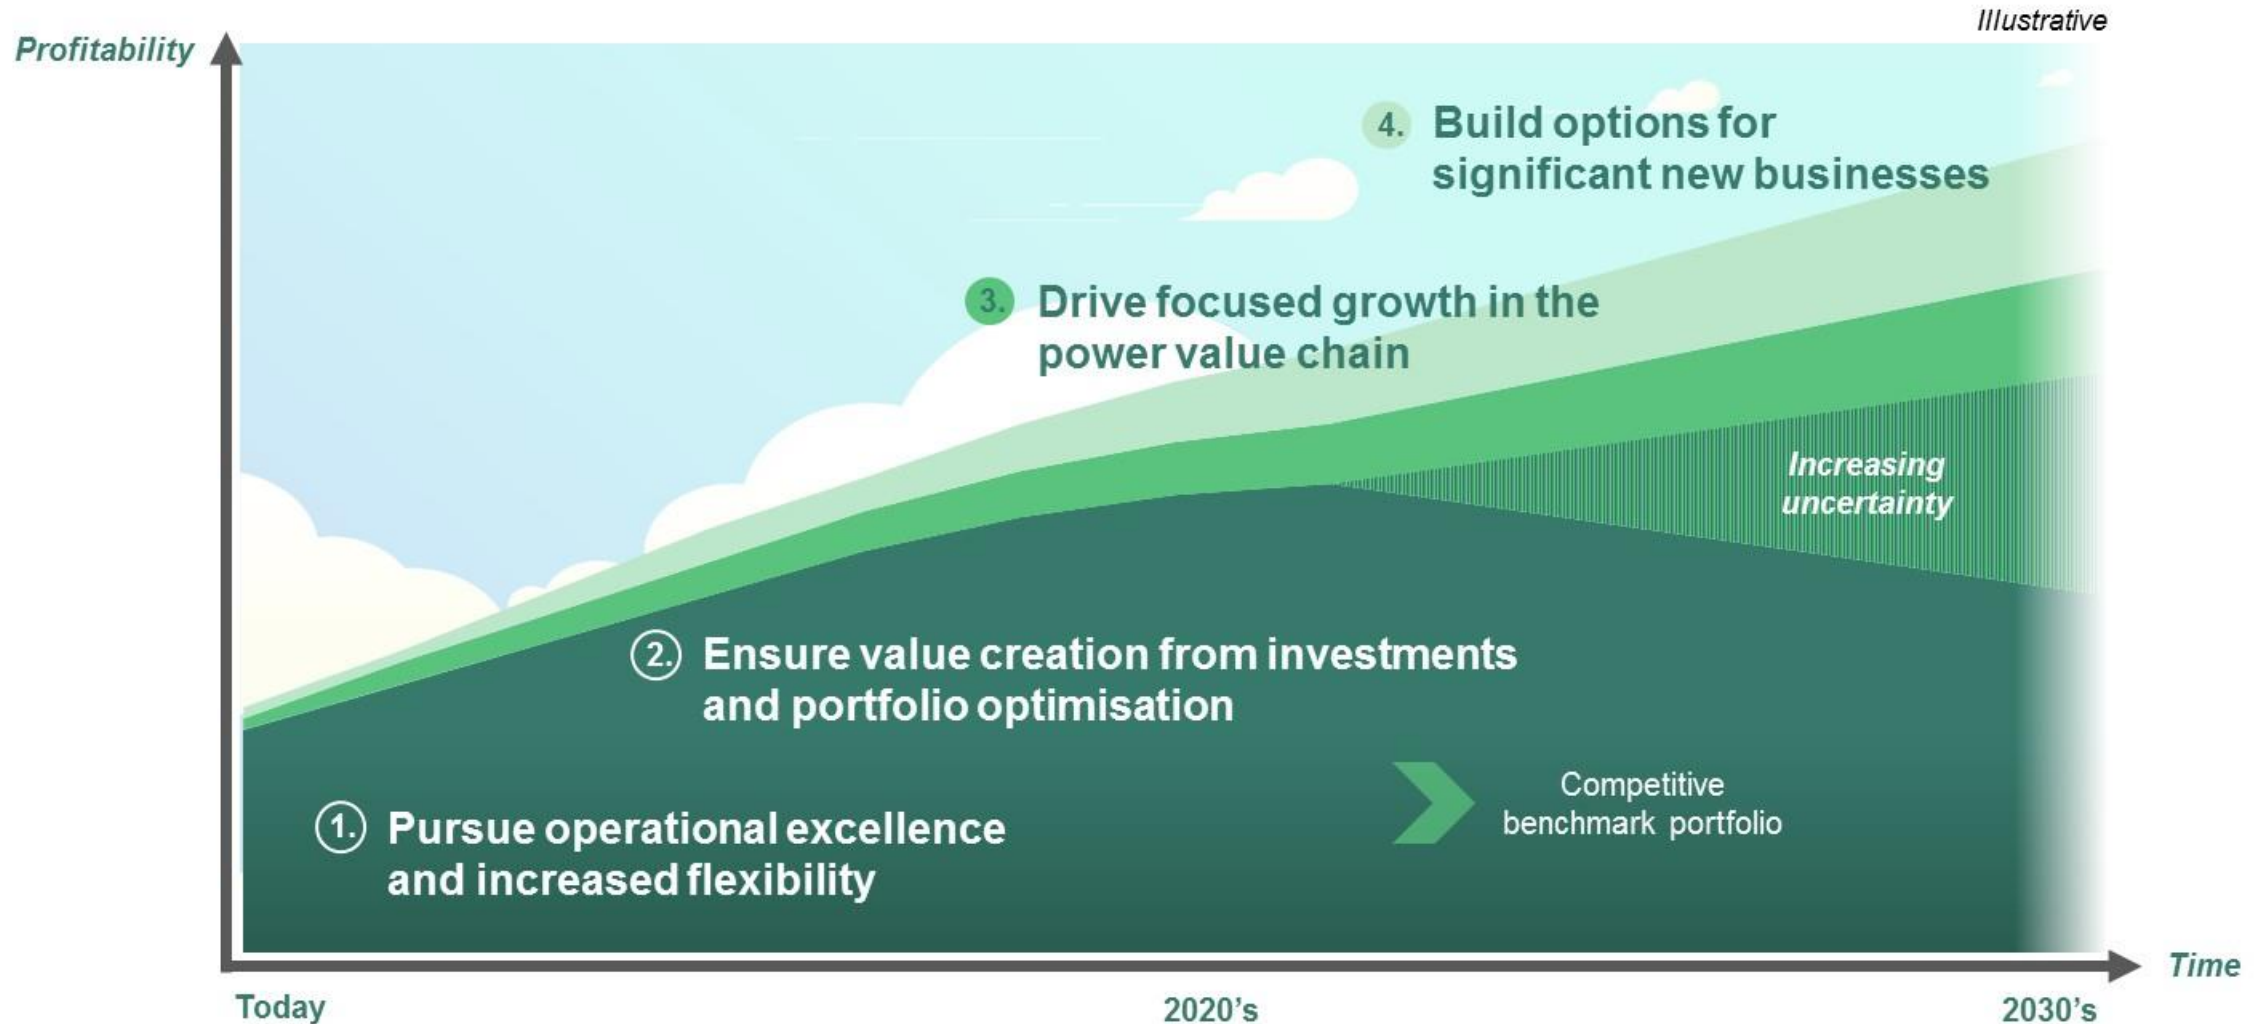 Illustrative
Profitability
4. Build options for
significant new businesses
3. Drive focused growth in the
power value chain
Increasing
uncertainty
2. Ensure value creation from investments
and portfolio optimisation
Competitive
benchmark portfolio
1. Pursue operational excellence
and increased flexibility
Time
Today
2020’s
2030’s